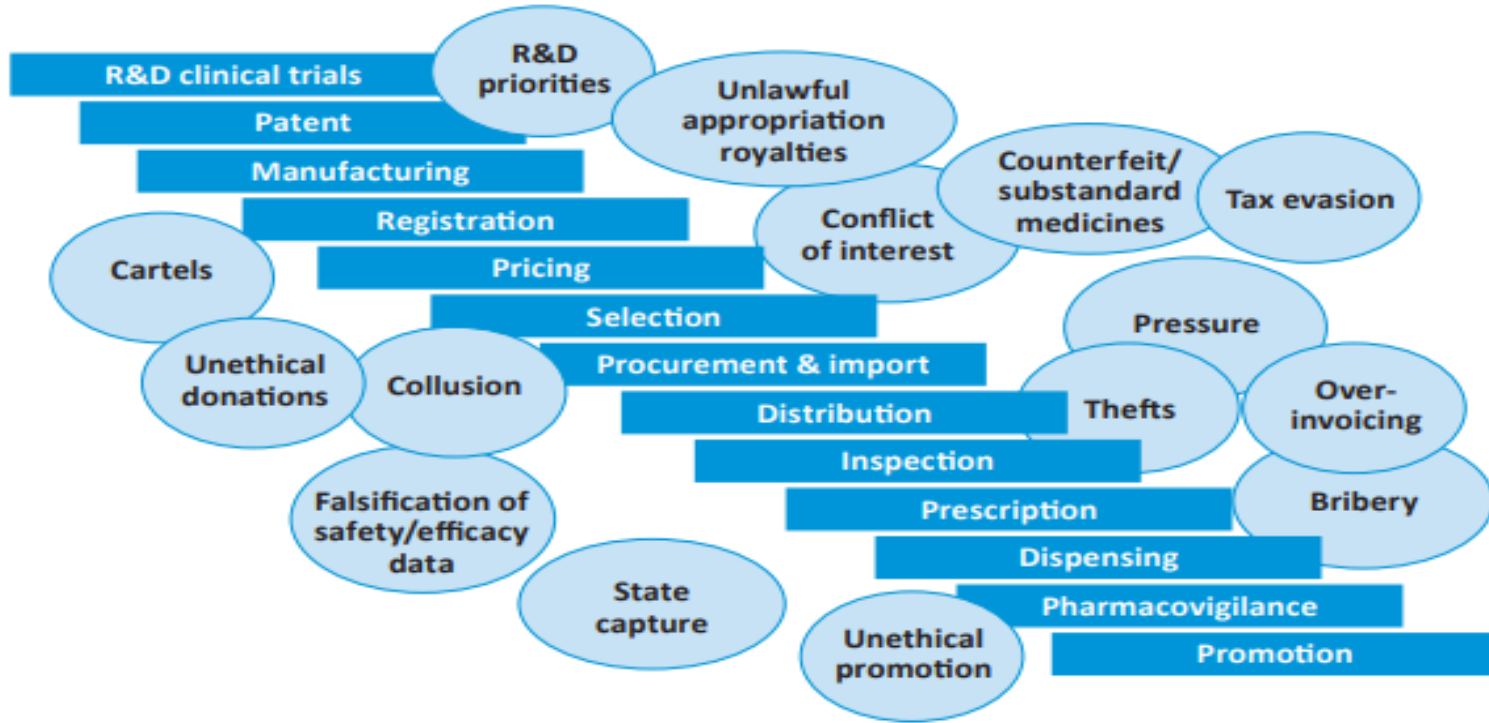 R&D clinical trials
R&D
priorities
Patent
Unlawful
appropriation
royalties
Manufacturing
Counterfeit/
substandard
medicines
Tax evasion
Registration
Conflict
of interest
Cartels
Pricing
Selection
Pressure
Unethical
donations
Collusion
Procurement & import
Distribution
Thefts
Over-
invoicing
Inspection
Falsification of
safety/efficacy
data
Prescription
Bribery
Dispensing
State
capture
Pharmacovigilance
Unethical
promotion
Promotion